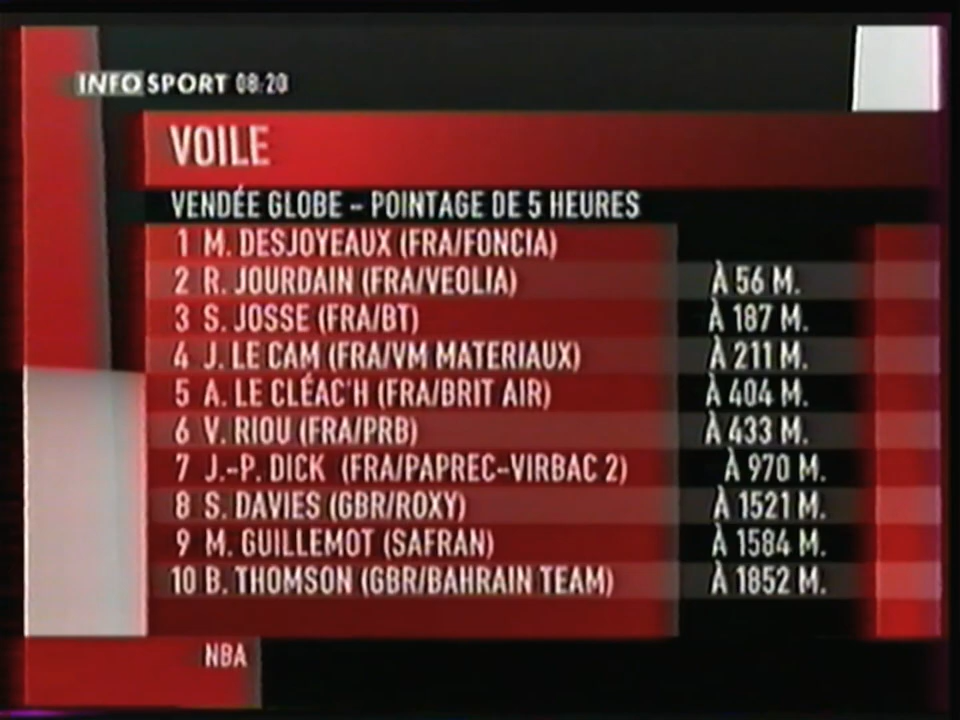 INFOSPORT 08:20
VOILE
VENDÉE GLOBE - POINTAGE DE 5 HEURES
1 M. DESJOYEAUX (FRA/FONCIA)
2 R. JOURDAIN (FRA/VEOLIA) À 56 M.
3 S. JOSSE (FRA/BT) À 187 M.
4 J. LE CAM (FRA/VM MATERIAUX) À 211 M.
5 A. LE CLÉAC'H (FRA/BRIT AIR) À 404 M.
6 V. RIOU (FRA/PRB) À 433 M.
7 J.-P. DICK (FRA/PAPREC-VIRBAC 2) À 970 M.
8 S. DAVIES (GBR/ROXY) À 1521 M.
9 M. GUILLEMOT (SAFRAN) À 1584 M.
10 B. THOMSON (GBR/BAHRAIN TEAM) À 1852 M.
NBA